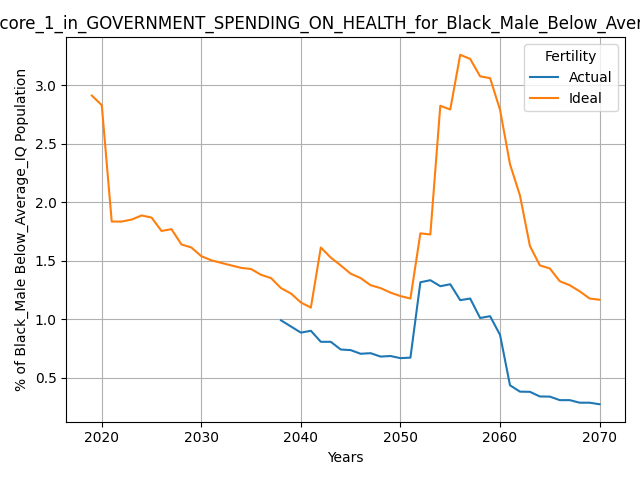 core_1_in_GOVERNMENT_SPENDING_ON_HEALTH_for_Black_Male_Below_Aver
% of Black_Male Below_Average_IQ Population
3.0
2.5
2.0
1.5
1.0
0.5
Fertility
Actual
Ideal
2020 2030 2040 2050 2060 2070
Years